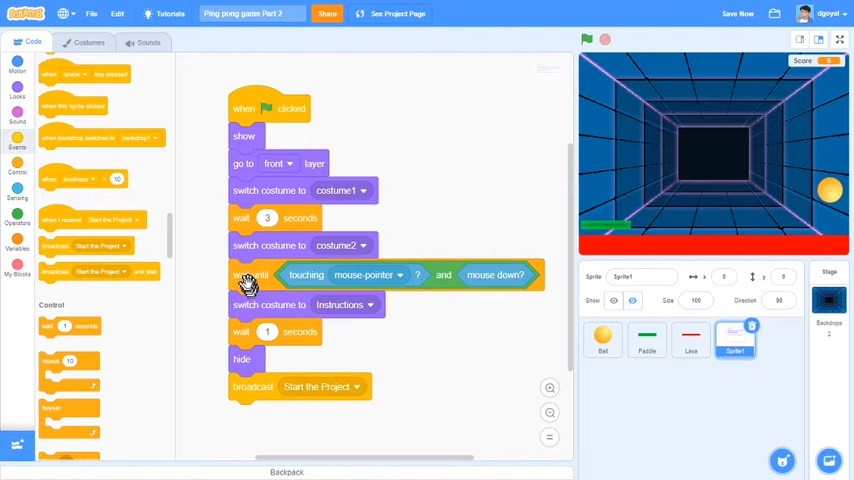 SCRATCH File Edit Tutorials Ping pong game Part 2 Share See Project Page Save Now dgoyal
Code Costumes Sounds
Motion
Looks
Sound
Events
Control
Sensing
Operators
Variables
My Blocks
when space key pressed
when this sprite clicked
when backdrop switches to backdrop1
when loudness > 10
when I receive Start the Project
broadcast Start the Project
broadcast Start the Project and wait
Control
wait 1 seconds
repeat 10
forever
when clicked
show
go to front layer
switch costume to costume1
wait 3 seconds
switch costume to costume2
until touching mouse-pointer ? and mouse down?
switch costume to Instructions
wait 1 seconds
hide
broadcast Start the Project
Score 6
Sprite Sprite1 x 0 y 0
Show Size 100 Direction 90
Ball Paddle Lava Sprite1
Stage
Backdrops
2
Backpack